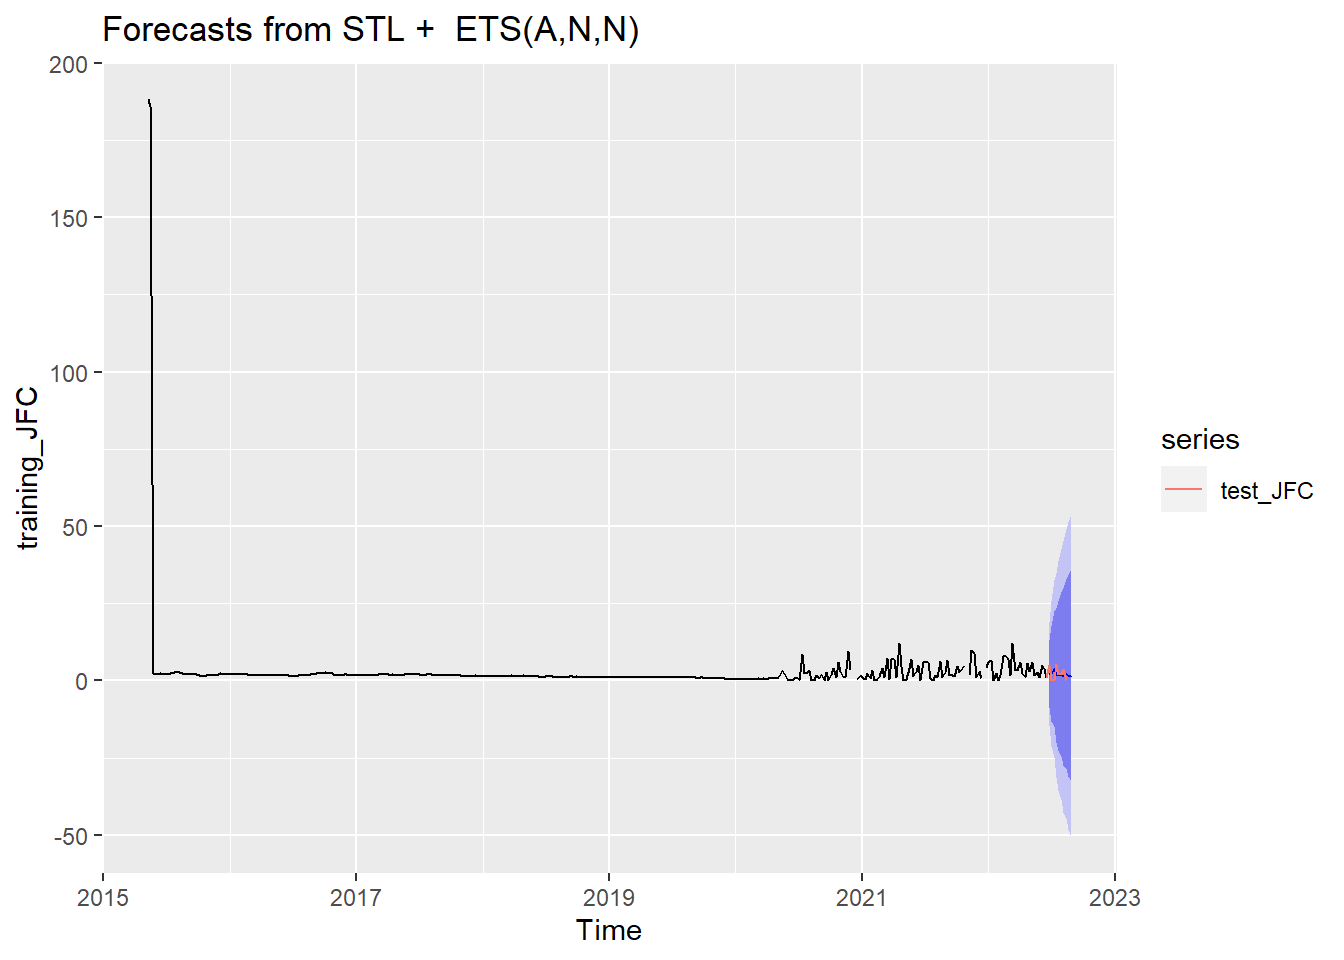 Forecasts from STL +  ETS(A,N,N)
200
150
100
50
0
-50
training_JFC
2015
2017
2019
2021
2023
Time
series
test_JFC